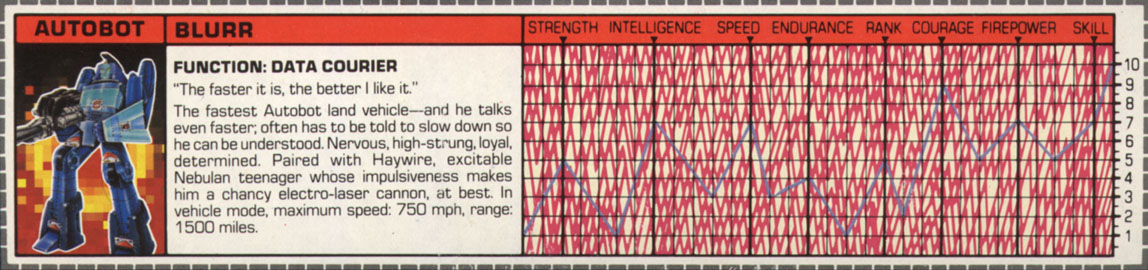 AUTOBOT
BLURR
STRENGTH INTELLIGENCE SPEED ENDURANCE RANK COURAGE FIREPOWER SKILL
FUNCTION: DATA COURIER
"The faster it is, the better I like it."
The fastest Autobot land vehicle—and he talks
even faster; often has to be told to slow down so
he can be understood. Nervous, high-strung, loyal,
determined. Paired with Haywire, excitable
Nebulan teenager whose impulsiveness makes
him a chancy electro-laser cannon, at best. In
vehicle mode, maximum speed: 750 mph, range:
1500 miles.
10
9
8
7
6
5
4
3
2
1